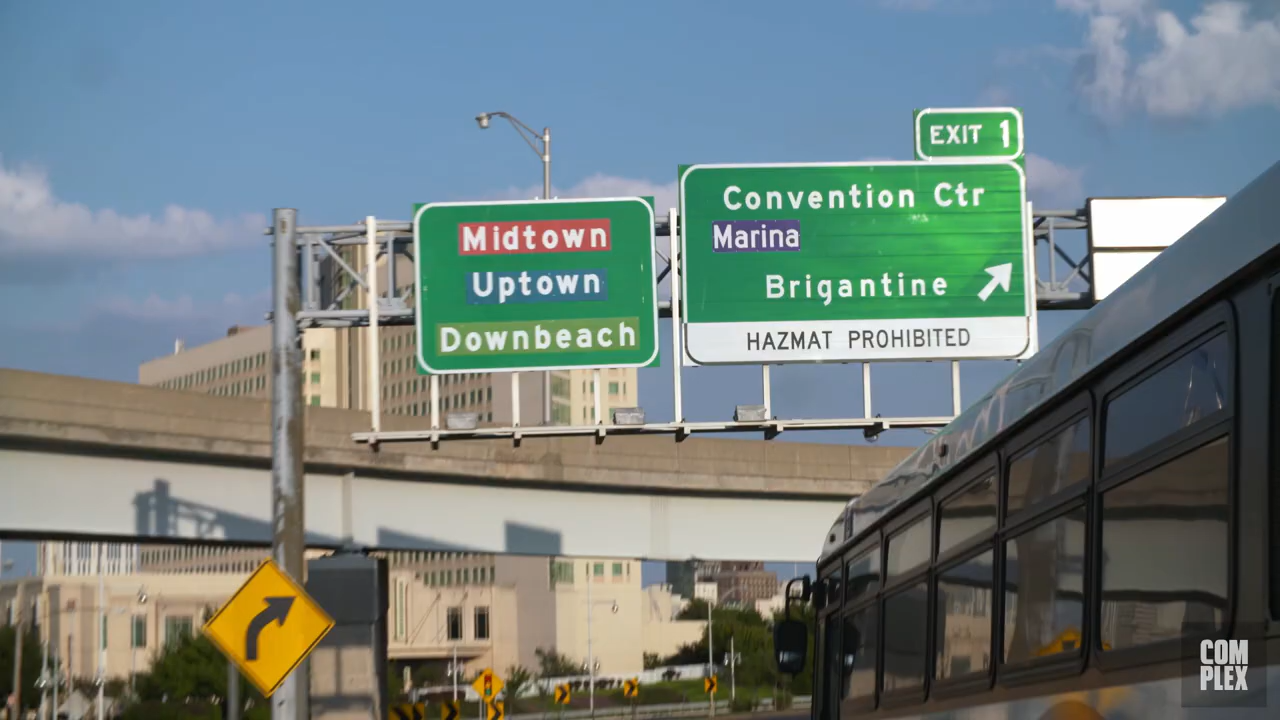 Midtown
Uptown
Downbeach
EXIT 1
Convention Ctr
Marina
Brigantine
HAZMAT PROHIBITED
COM
PLEX